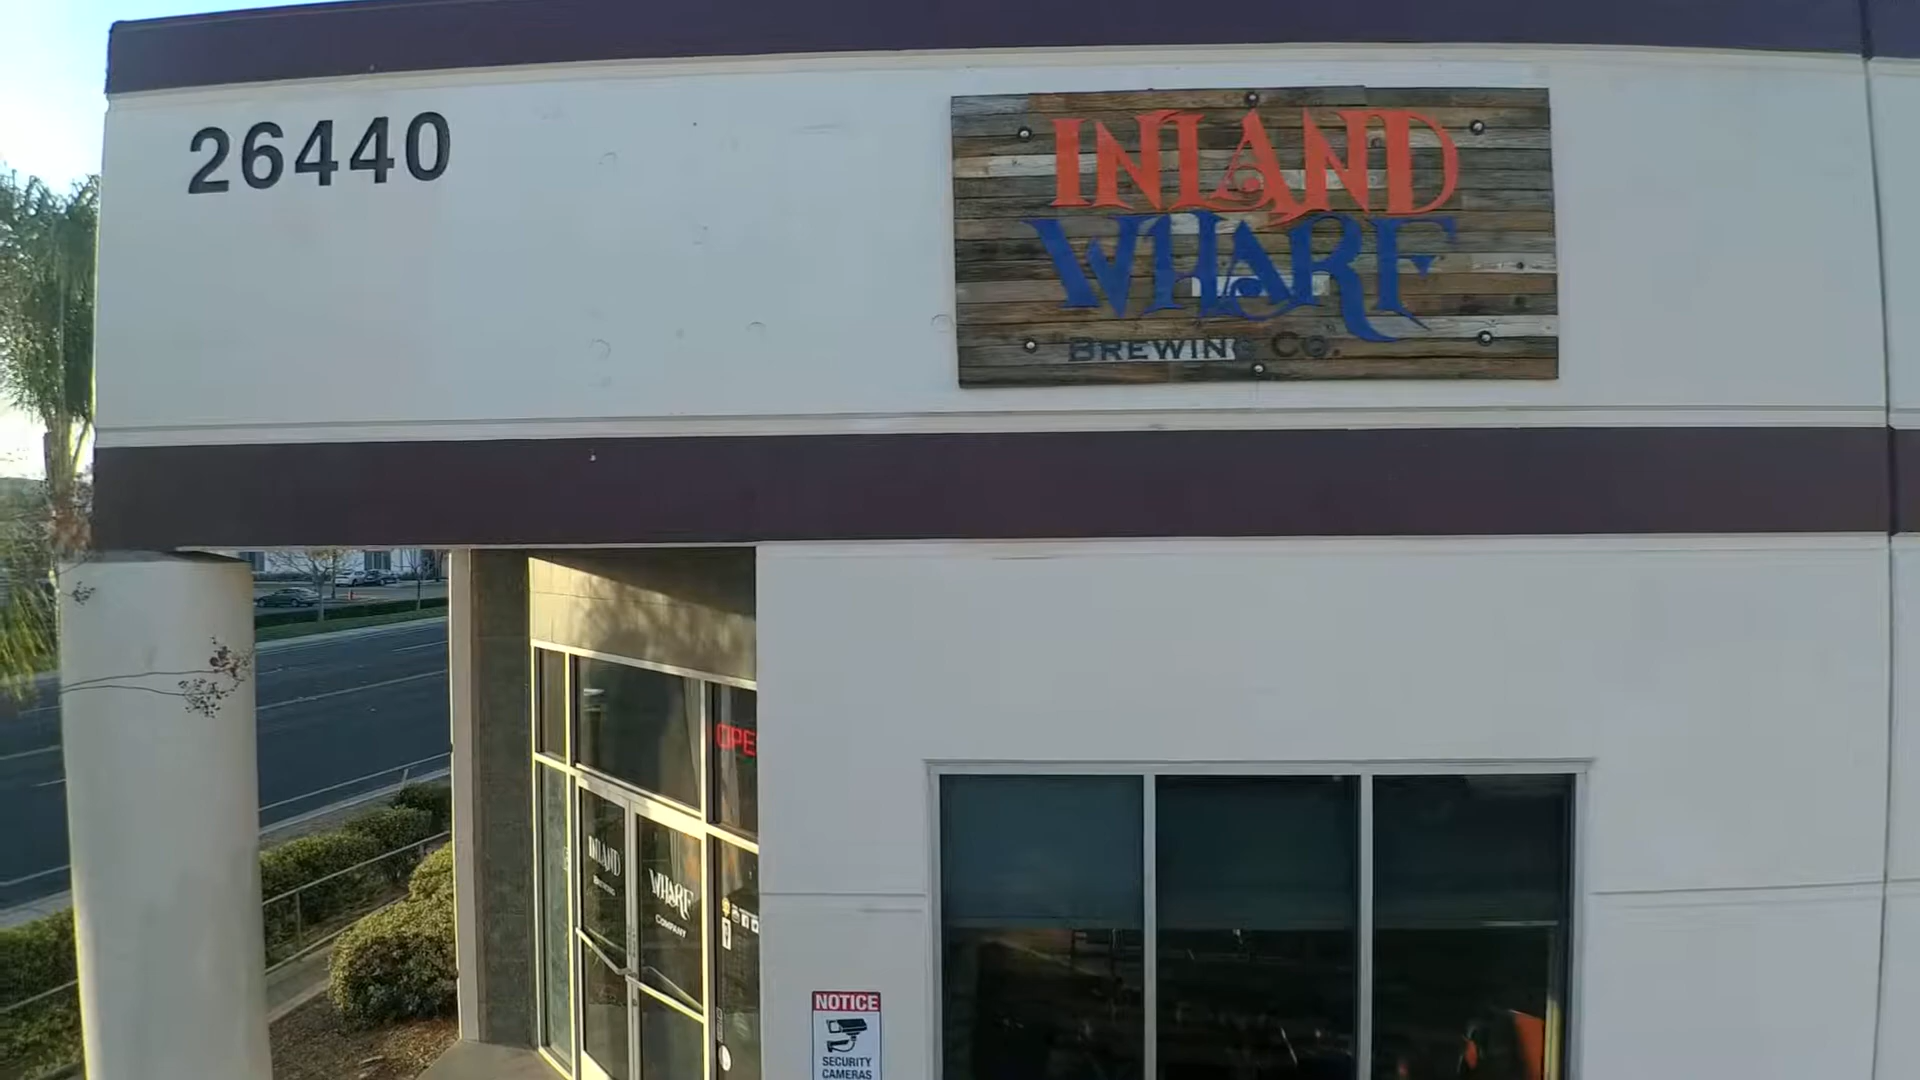 26440
INLAND
WHARF
BREWING CO.
OPE
INLAND
BREWING
WHARF
COMPANY
NOTICE
SECURITY
CAMERAS